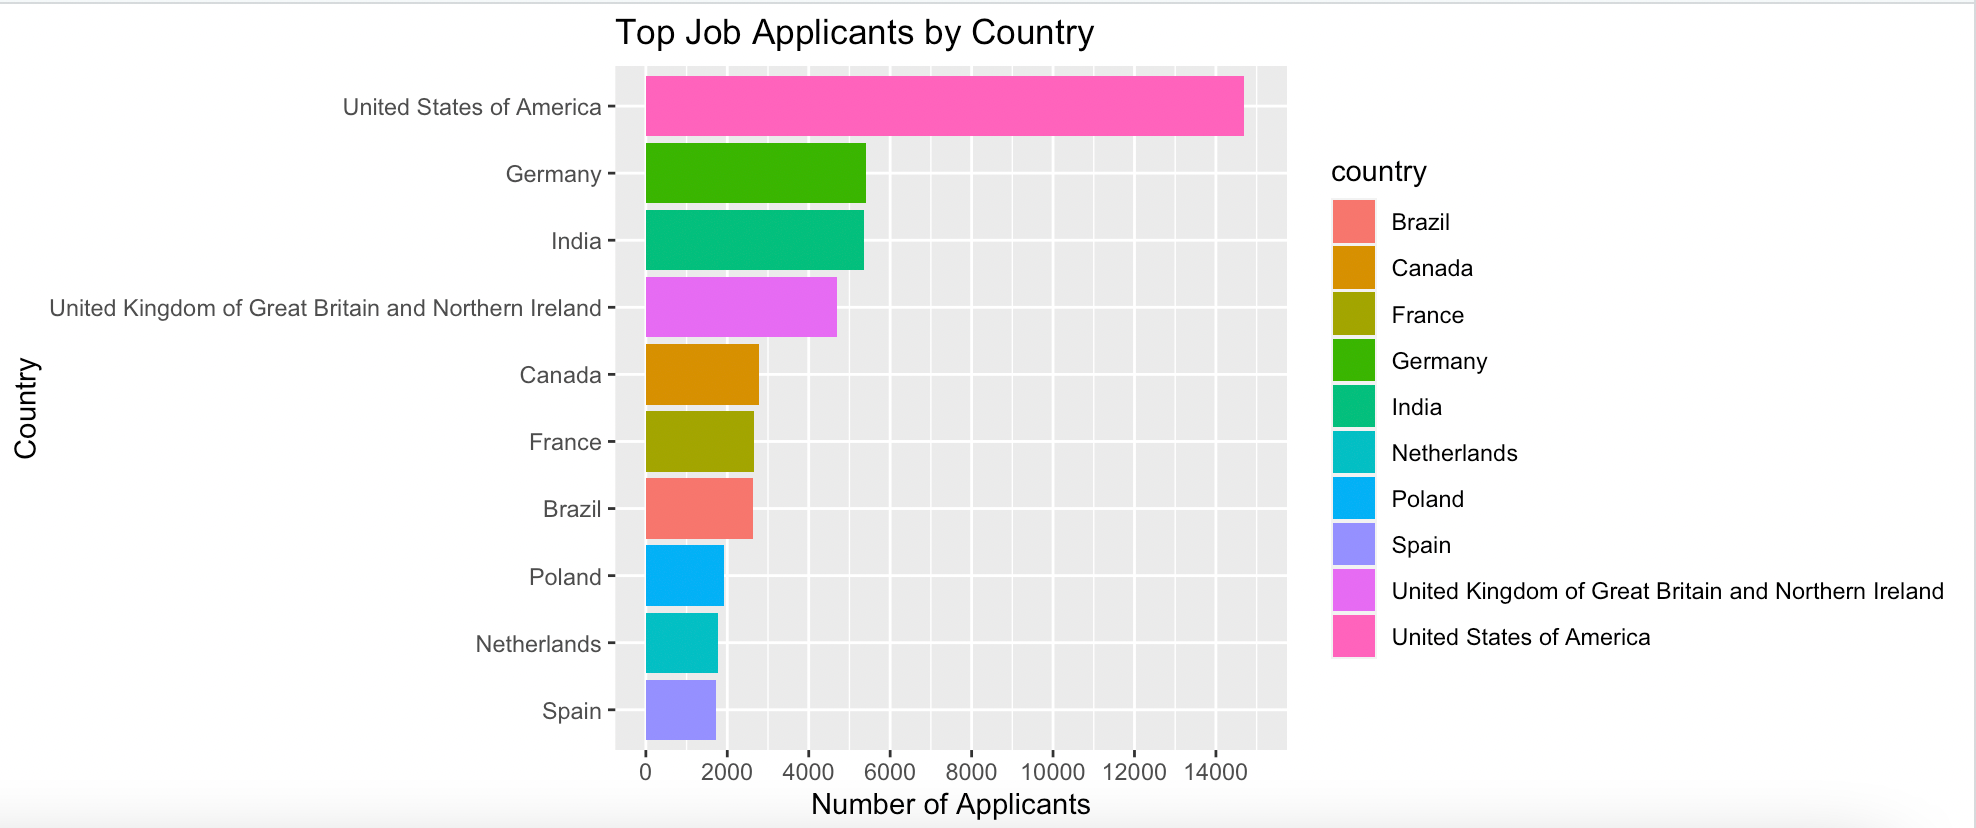 Top Job Applicants by Country
United States of America
Germany
India
United Kingdom of Great Britain and Northern Ireland
Canada
France
Brazil
Poland
Netherlands
Spain
Country
0 2000 4000 6000 8000 10000 12000 14000
Number of Applicants
country
Brazil
Canada
France
Germany
India
Netherlands
Poland
Spain
United Kingdom of Great Britain and Northern Ireland
United States of America